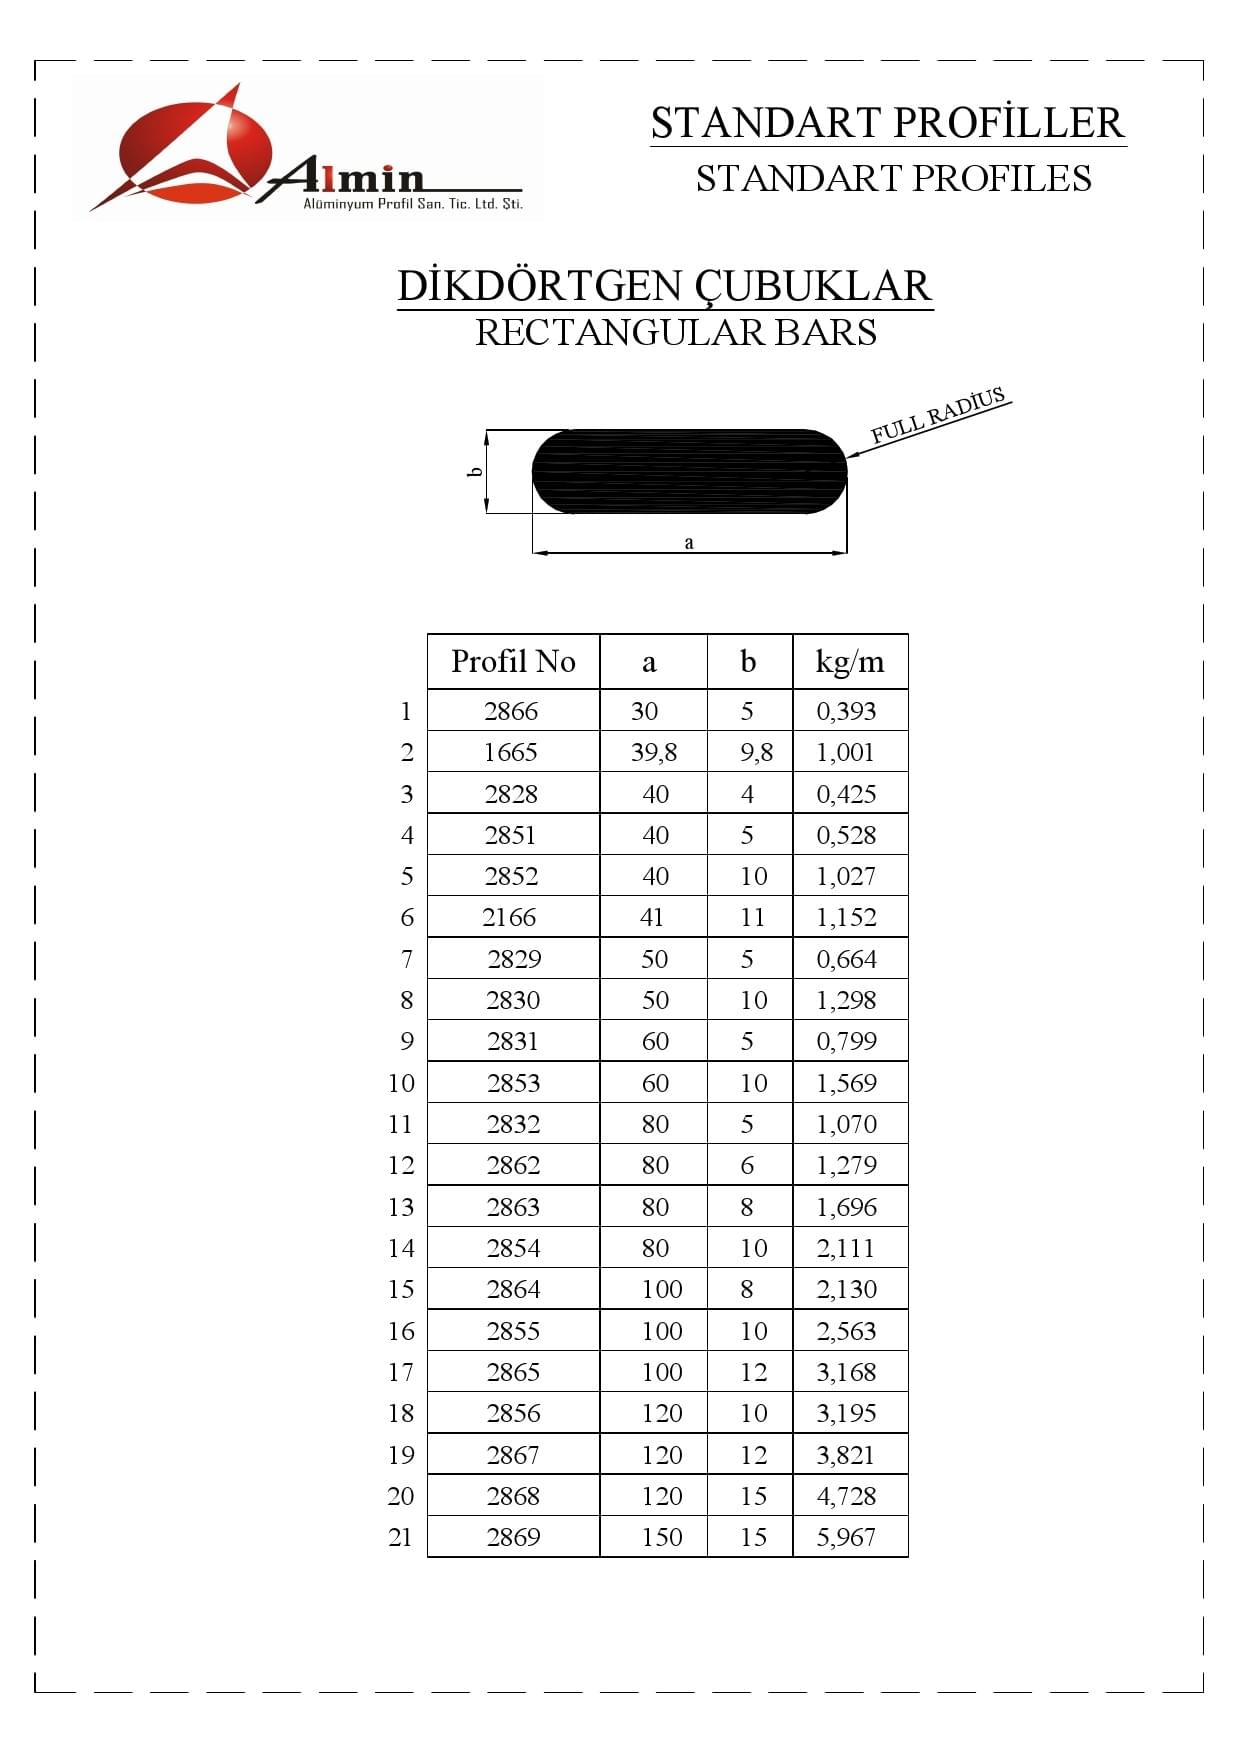 Almin
Alüminyum Profil San. Tic. Ltd. Şti.
STANDART PROFİLLER
STANDART PROFILES
DİKDÖRTGEN ÇUBUKLAR
RECTANGULAR BARS
FULL RADİUS
b
a
Profil No a b kg/m
1 2866 30 5 0,393
2 1665 39,8 9,8 1,001
3 2828 40 4 0,425
4 2851 40 5 0,528
5 2852 40 10 1,027
6 2166 41 11 1,152
7 2829 50 5 0,664
8 2830 50 10 1,298
9 2831 60 5 0,799
10 2853 60 10 1,569
11 2832 80 5 1,070
12 2862 80 6 1,279
13 2863 80 8 1,696
14 2854 80 10 2,111
15 2864 100 8 2,130
16 2855 100 10 2,563
17 2865 100 12 3,168
18 2856 120 10 3,195
19 2867 120 12 3,821
20 2868 120 15 4,728
21 2869 150 15 5,967